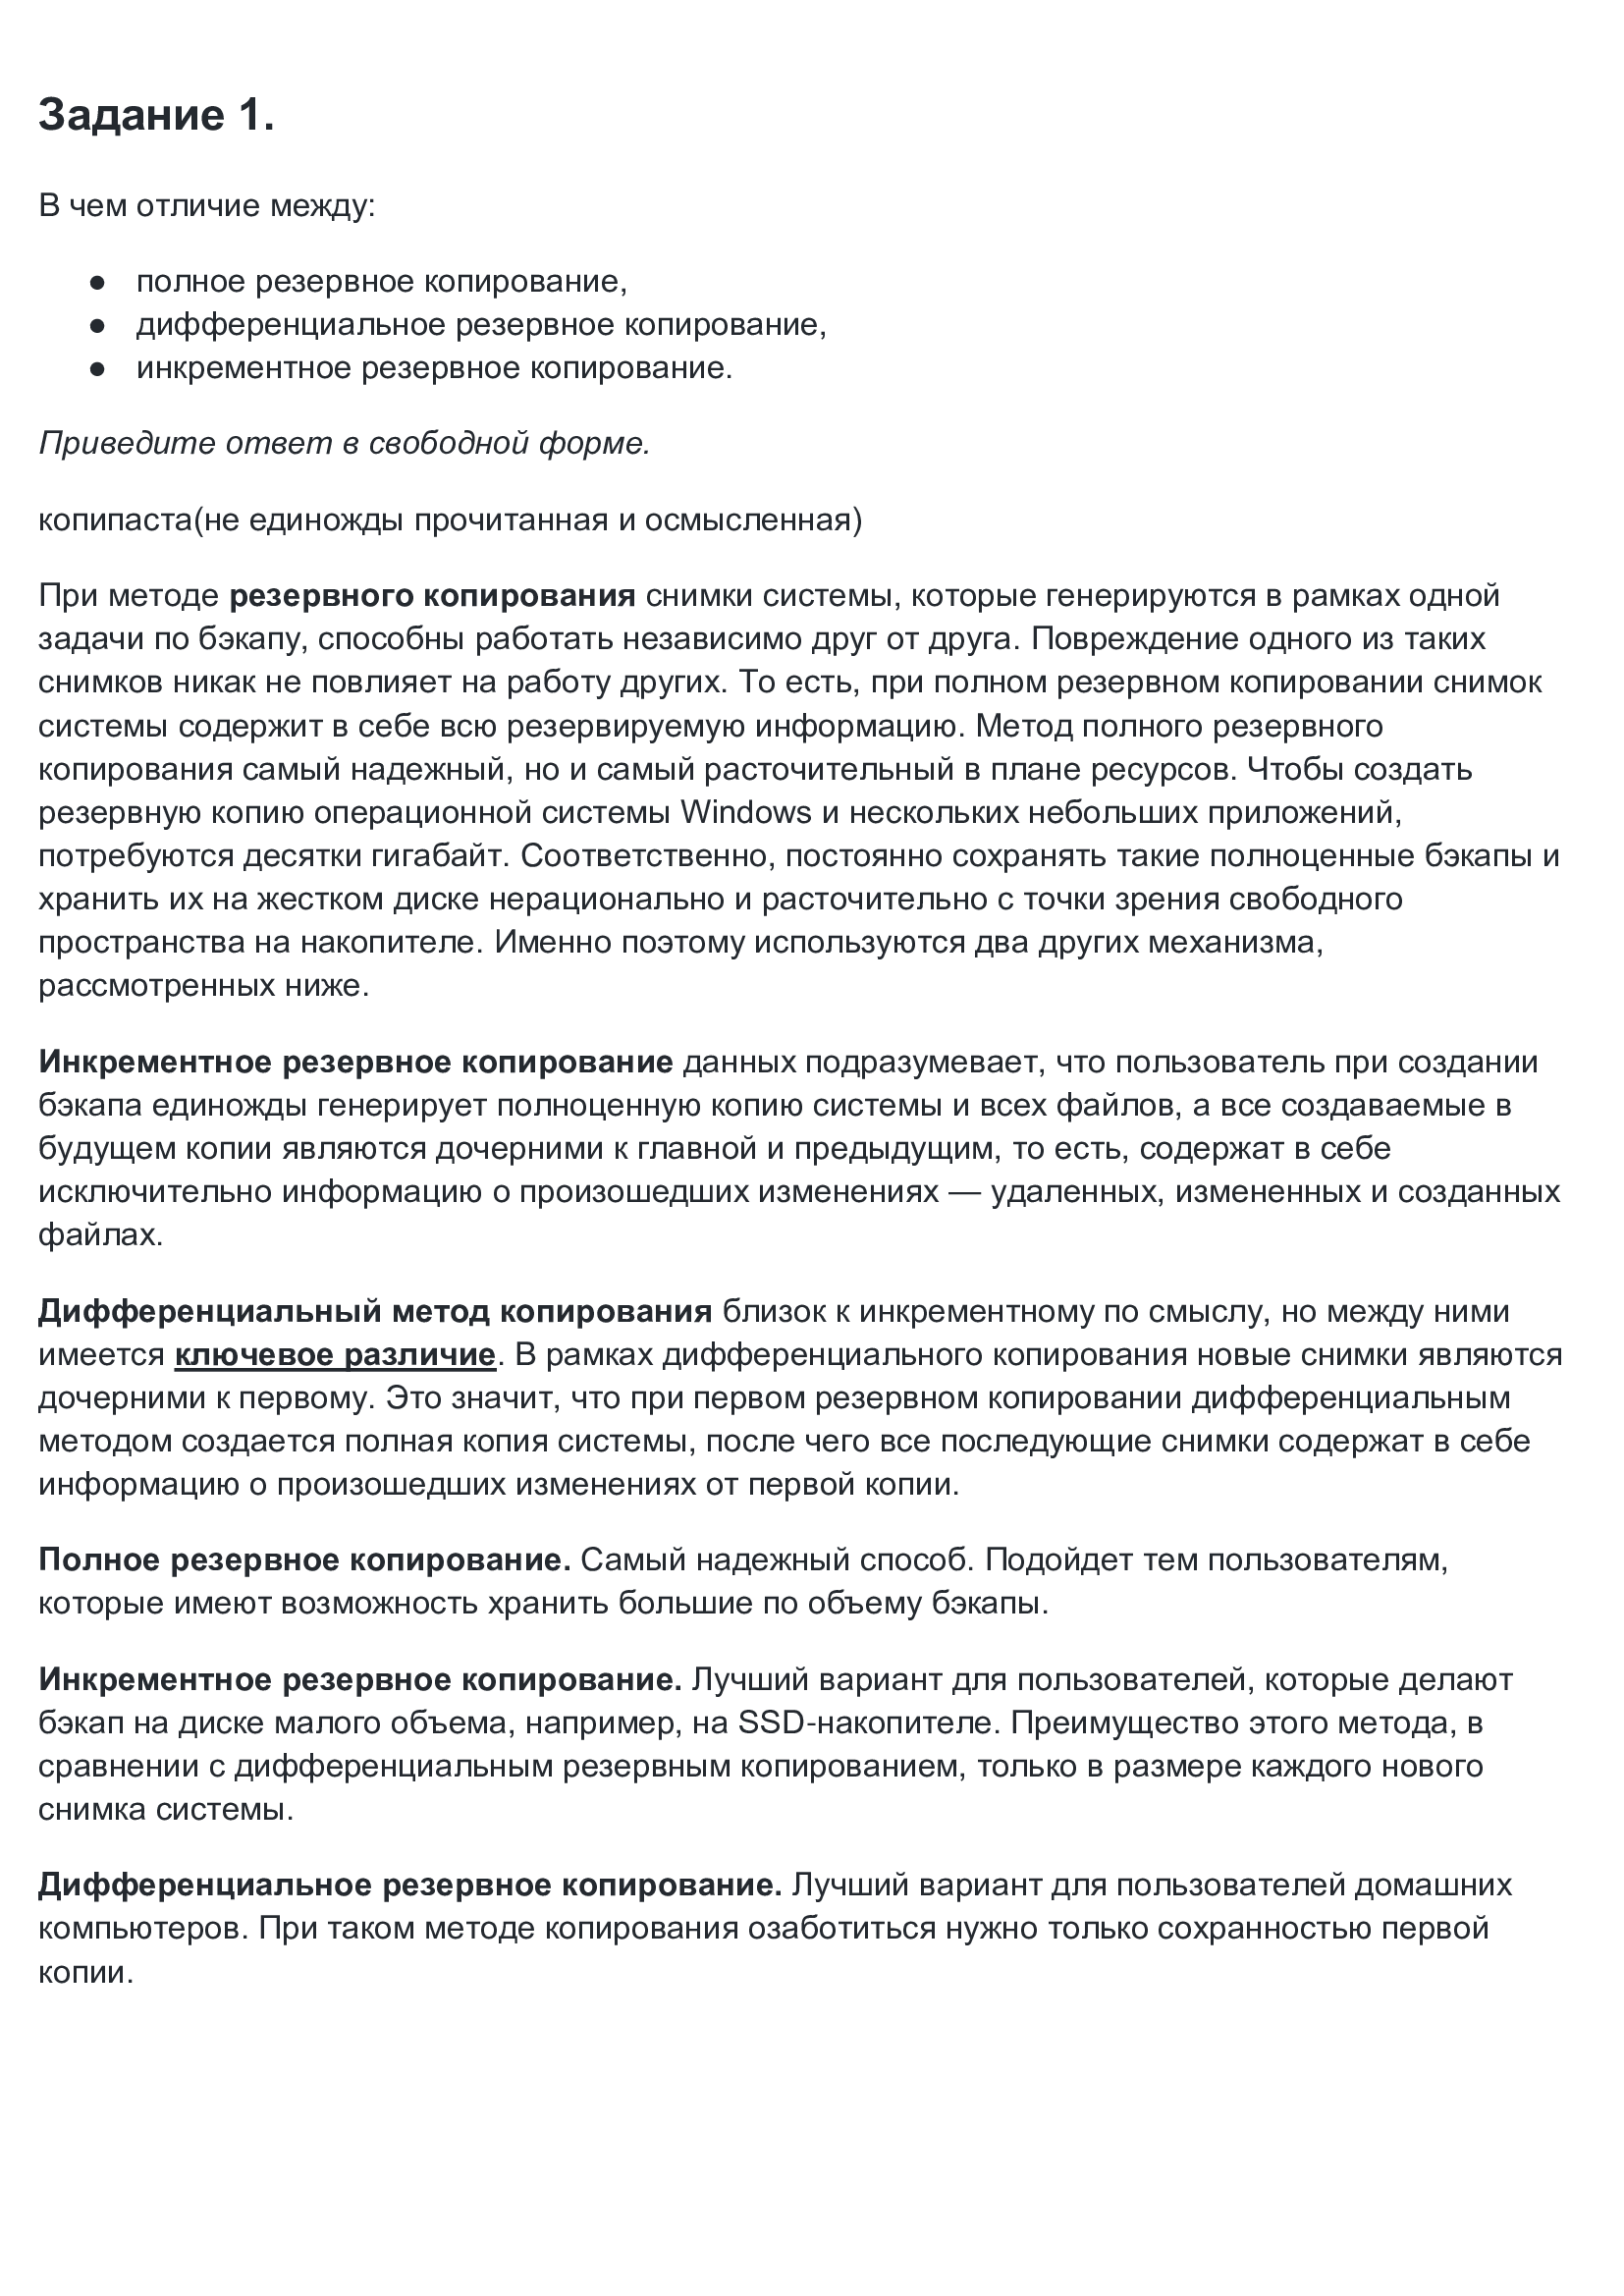 Задание 1.
В чем отличие между:
● полное резервное копирование,
● дифференциальное резервное копирование,
● инкрементное резервное копирование.
Приведите ответ в свободной форме.
копипаста(не единожды прочитанная и осмысленная)
При методе резервного копирования снимки системы, которые генерируются в рамках одной
задачи по бэкапу, способны работать независимо друг от друга. Повреждение одного из таких
снимков никак не повлияет на работу других. То есть, при полном резервном копировании снимок
системы содержит в себе всю резервируемую информацию. Метод полного резервного
копирования самый надежный, но и самый расточительный в плане ресурсов. Чтобы создать
резервную копию операционной системы Windows и нескольких небольших приложений,
потребуются десятки гигабайт. Соответственно, постоянно сохранять такие полноценные бэкапы и
хранить их на жестком диске нерационально и расточительно с точки зрения свободного
пространства на накопителе. Именно поэтому используются два других механизма,
рассмотренных ниже.
Инкрементное резервное копирование данных подразумевает, что пользователь при создании
бэкапа единожды генерирует полноценную копию системы и всех файлов, а все создаваемые в
будущем копии являются дочерними к главной и предыдущим, то есть, содержат в себе
исключительно информацию о произошедших изменениях — удаленных, измененных и созданных
файлах.
Дифференциальный метод копирования близок к инкрементному по смыслу, но между ними
имеется ключевое различие. В рамках дифференциального копирования новые снимки являются
дочерними к первому. Это значит, что при первом резервном копировании дифференциальным
методом создается полная копия системы, после чего все последующие снимки содержат в себе
информацию о произошедших изменениях от первой копии.
Полное резервное копирование. Самый надежный способ. Подойдет тем пользователям,
которые имеют возможность хранить большие по объему бэкапы.
Инкрементное резервное копирование. Лучший вариант для пользователей, которые делают
бэкап на диске малого объема, например, на SSD-накопителе. Преимущество этого метода, в
сравнении с дифференциальным резервным копированием, только в размере каждого нового
снимка системы.
Дифференциальное резервное копирование. Лучший вариант для пользователей домашних
компьютеров. При таком методе копирования озаботиться нужно только сохранностью первой
копии.